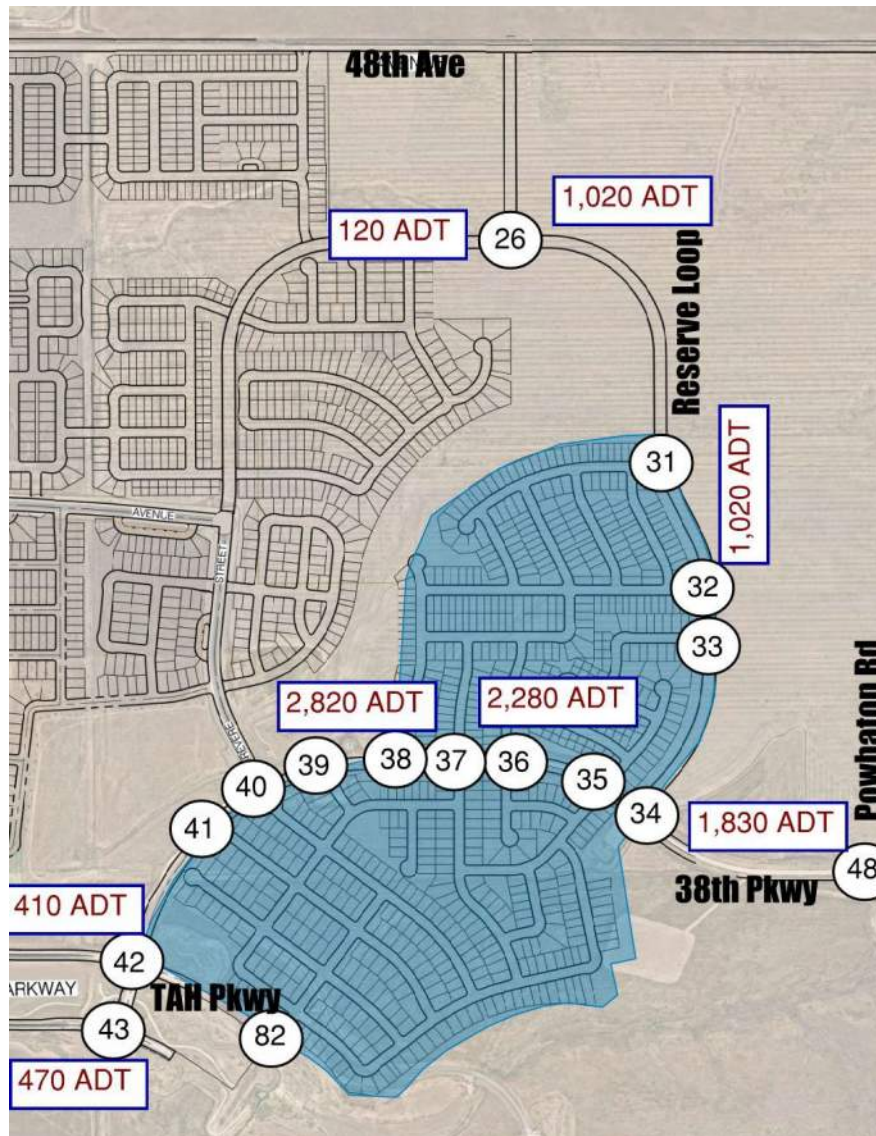 48th Ave
1,020 ADT
120 ADT
26
Reserve Loop
31
1,020 ADT
AVENUE
STREET
32
33
Powhaton Rd
2,820 ADT
2,280 ADT
REVERE
39
38
37
36
40
35
41
34
1,830 ADT
48
38th Pkwy
410 ADT
42
ARKWAY
TAH Pkwy
43
82
470 ADT